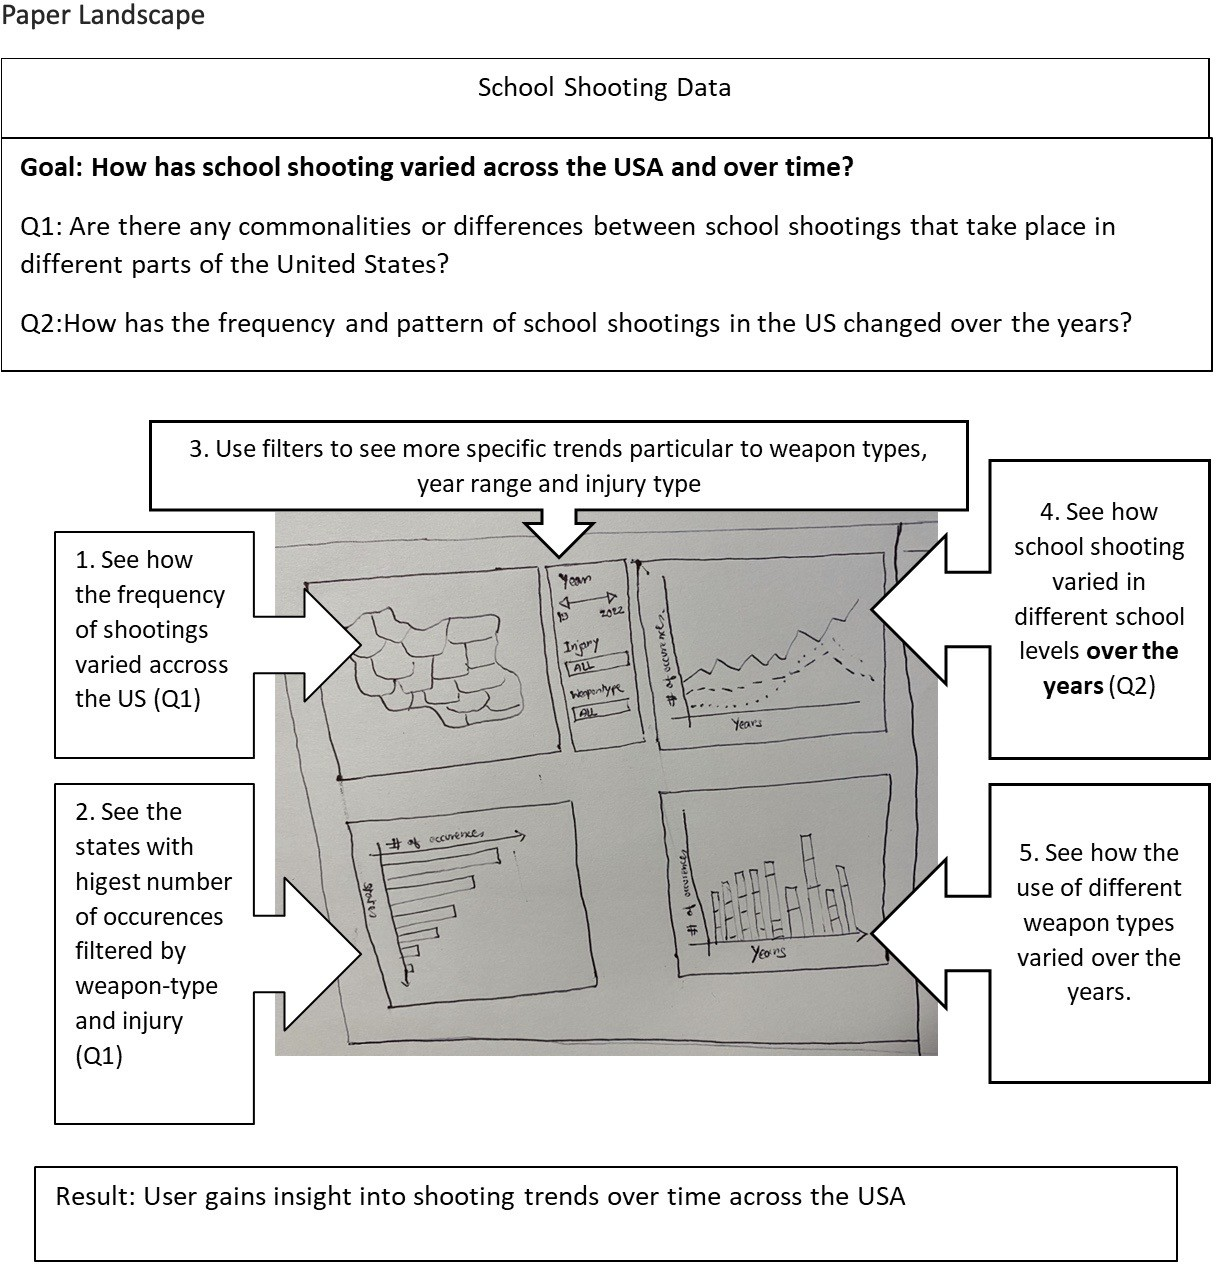 Paper Landscape
School Shooting Data
Goal: How has school shooting varied across the USA and over time?
Q1: Are there any commonalities or differences between school shootings that take place in
different parts of the United States?
Q2:How has the frequency and pattern of school shootings in the US changed over the years?
3. Use filters to see more specific trends particular to weapon types,
year range and injury type
1. See how
the frequency
of shootings
varied accross
the US (Q1)
2. See the
states with
higest number
of occurences
filtered by
weapon-type
and injury
(Q1)
4. See how
school shooting
varied in
different school
levels over the
years (Q2)
5. See how the
use of different
weapon types
varied over the
years.
Year
2022
Injury
ALL
Weapontype
ALL
# of occurences
Years
# of occurences
states
# of occurences
Years
Result: User gains insight into shooting trends over time across the USA